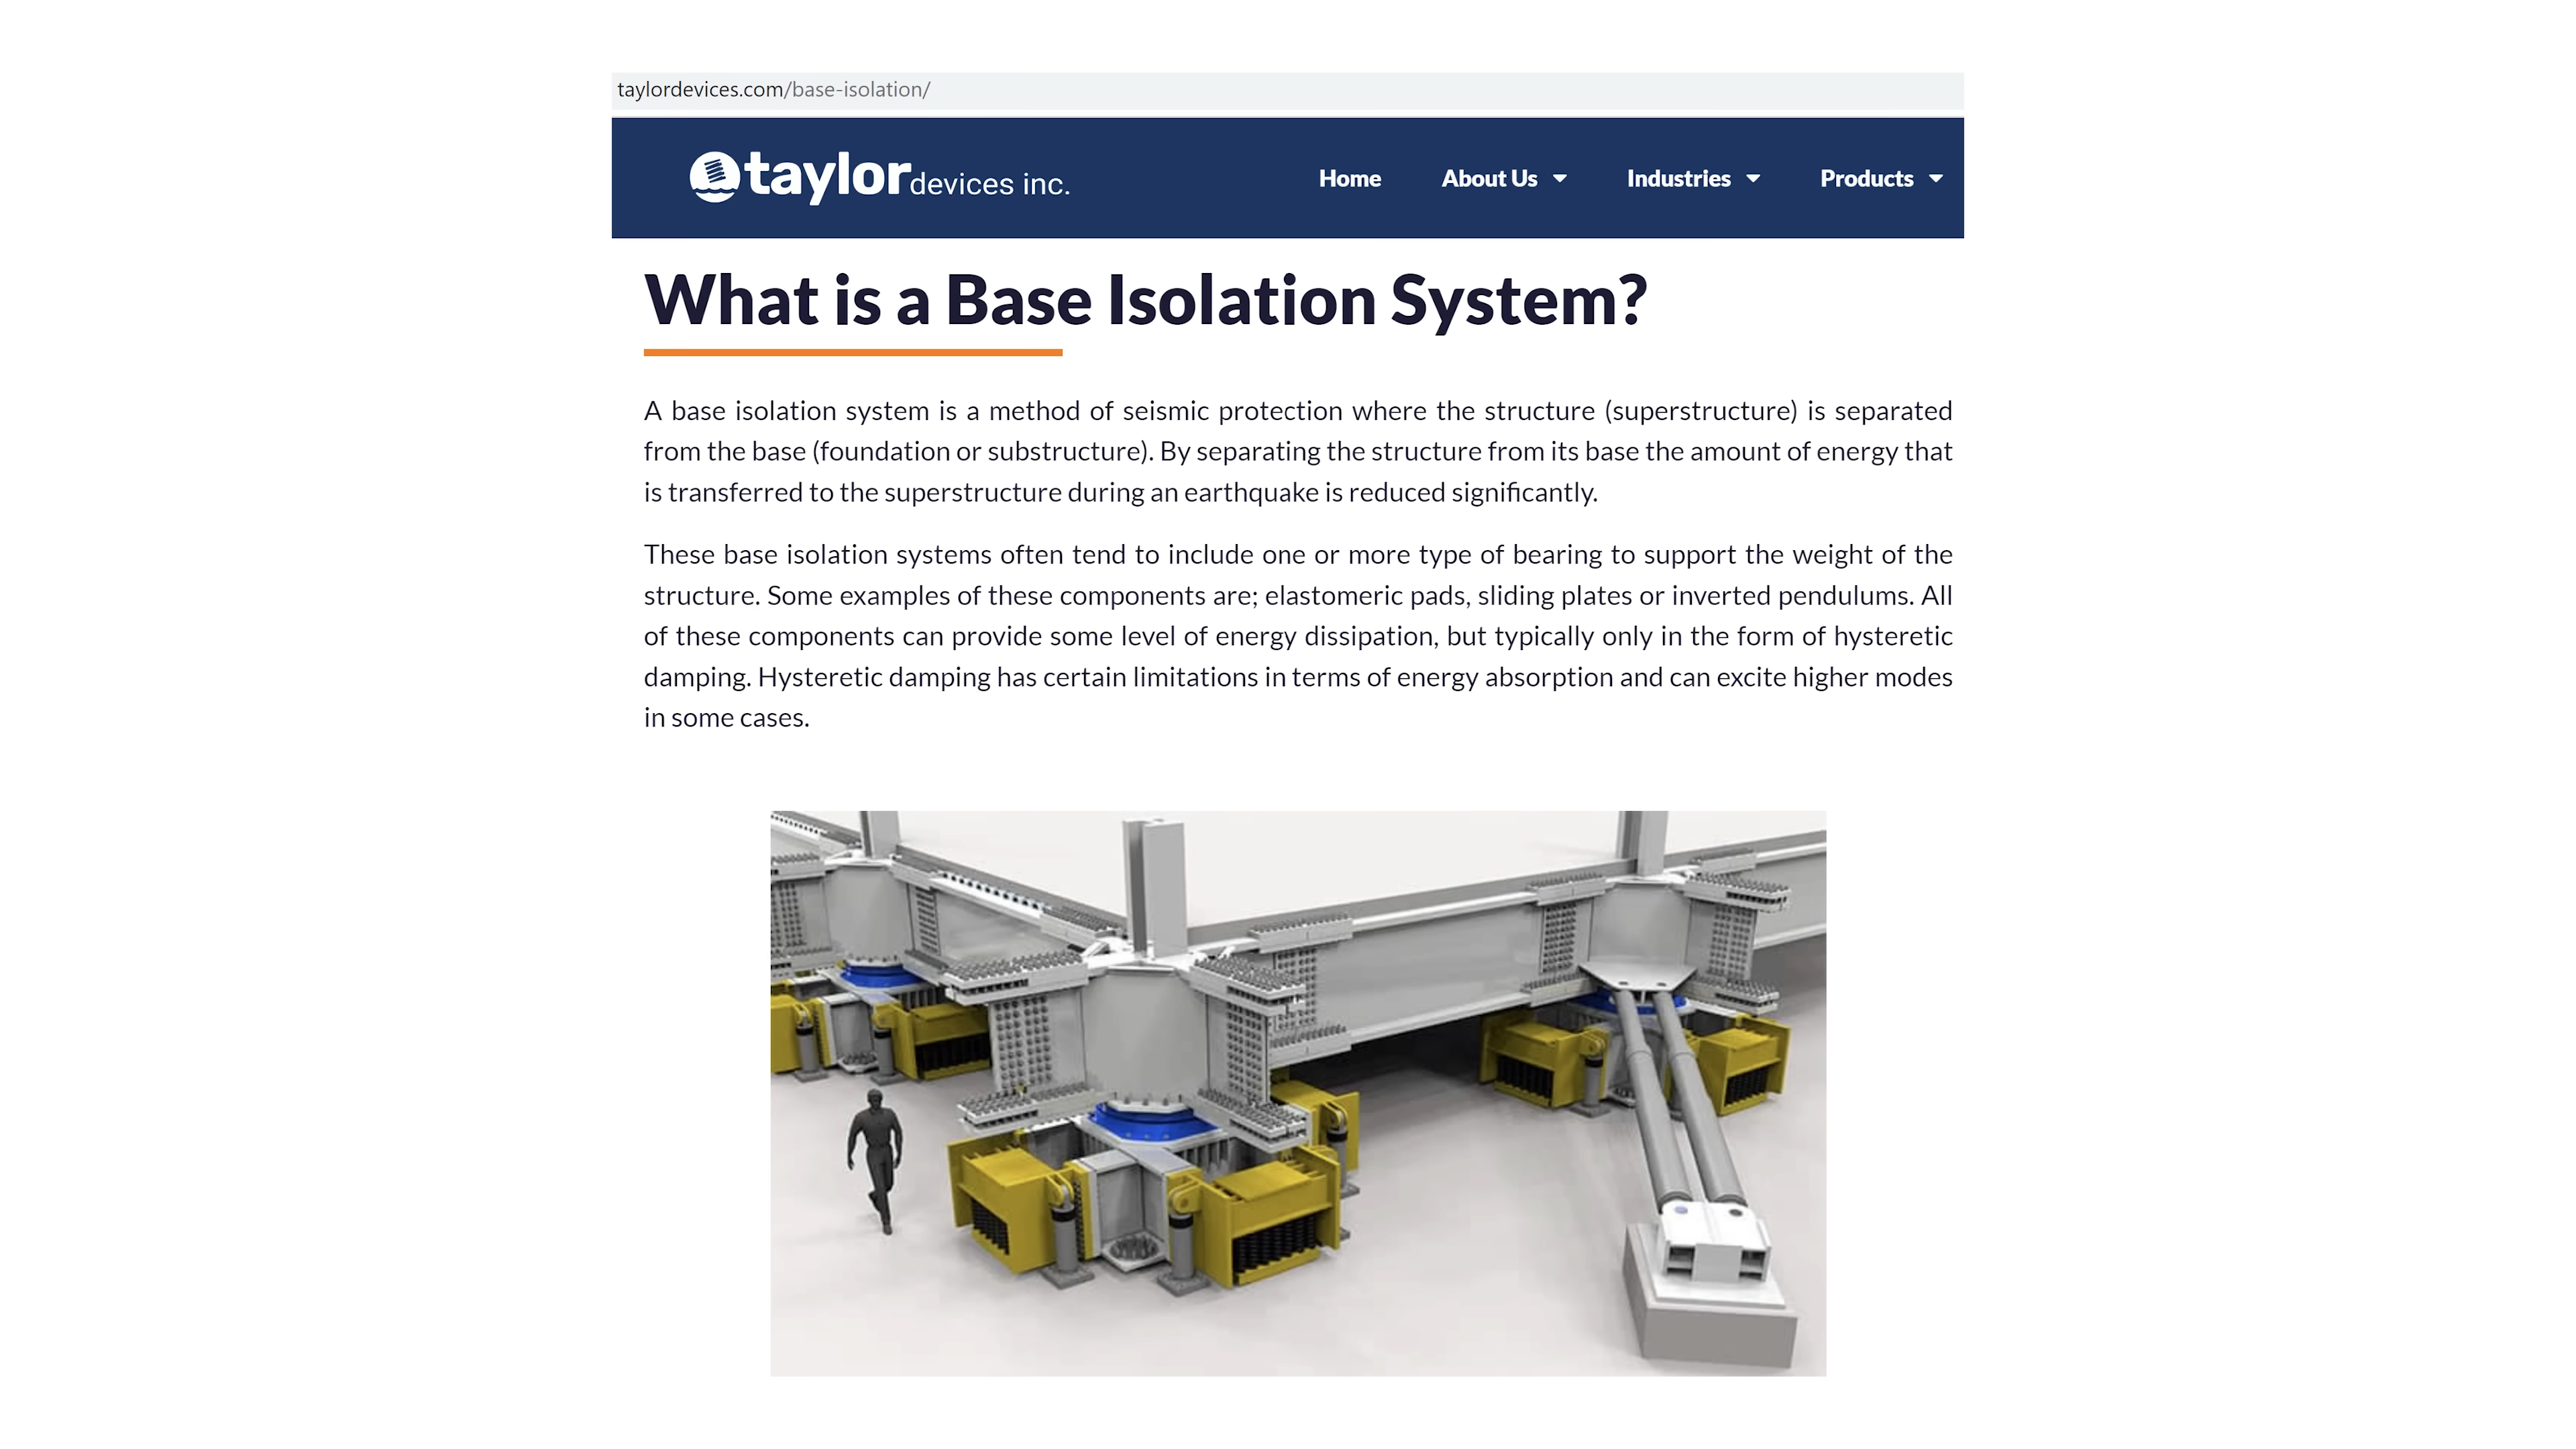 taylordevices.com/base-isolation/
taylor devices inc.
Home About Us Industries Products
What is a Base Isolation System?
A base isolation system is a method of seismic protection where the structure (superstructure) is separated
from the base (foundation or substructure). By separating the structure from its base the amount of energy that
is transferred to the superstructure during an earthquake is reduced significantly.
These base isolation systems often tend to include one or more type of bearing to support the weight of the
structure. Some examples of these components are; elastomeric pads, sliding plates or inverted pendulums. All
of these components can provide some level of energy dissipation, but typically only in the form of hysteretic
damping. Hysteretic damping has certain limitations in terms of energy absorption and can excite higher modes
in some cases.